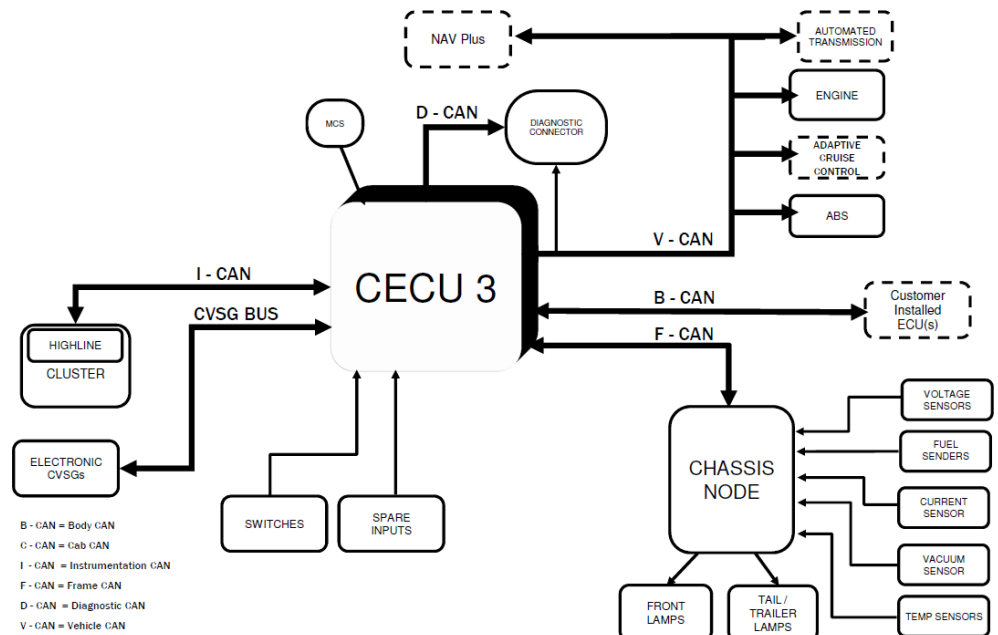 NAV Plus
AUTOMATED
TRANSMISSION
ENGINE
MCS
D - CAN
DIAGNOSTIC
CONNECTOR
ADAPTIVE
CRUISE
CONTROL
ABS
V - CAN
I - CAN
CECU 3
B - CAN
Customer
Installed
ECU(s)
CVSG BUS
F - CAN
HIGHLINE
CLUSTER
VOLTAGE
SENSORS
FUEL
SENDERS
ELECTRONIC
CVSGs
CHASSIS
NODE
CURRENT
SENSOR
SWITCHES
SPARE
INPUTS
VACUUM
SENSOR
FRONT
LAMPS
TAIL /
TRAILER
LAMPS
TEMP SENSORS
B - CAN = Body CAN
C - CAN = Cab CAN
I - CAN = Instrumentation CAN
F - CAN = Frame CAN
D - CAN = Diagnostic CAN
V - CAN = Vehicle CAN